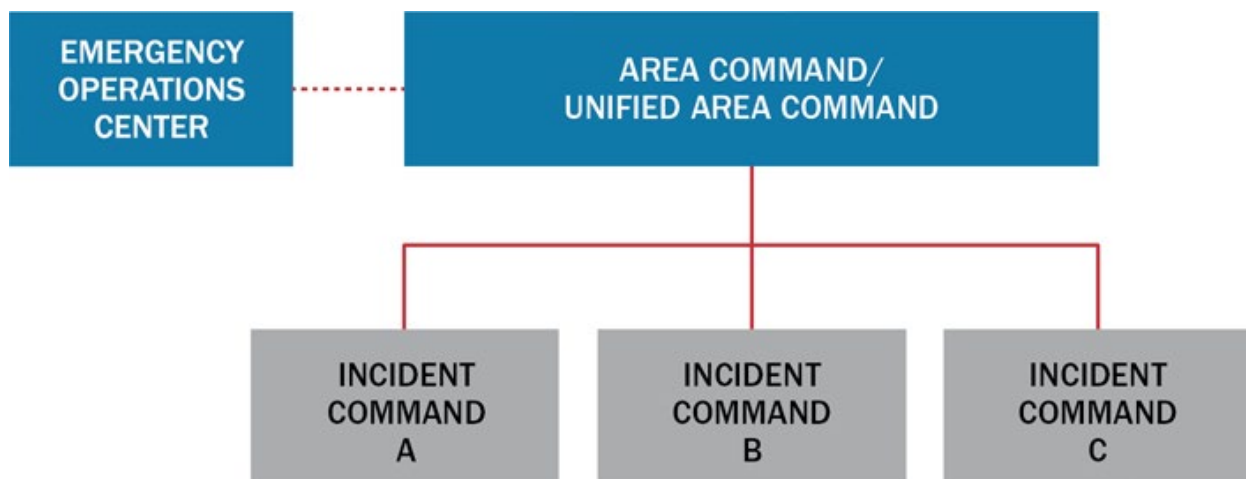 EMERGENCY
OPERATIONS
CENTER
AREA COMMAND/
UNIFIED AREA COMMAND
INCIDENT
COMMAND
A
INCIDENT
COMMAND
B
INCIDENT
COMMAND
C